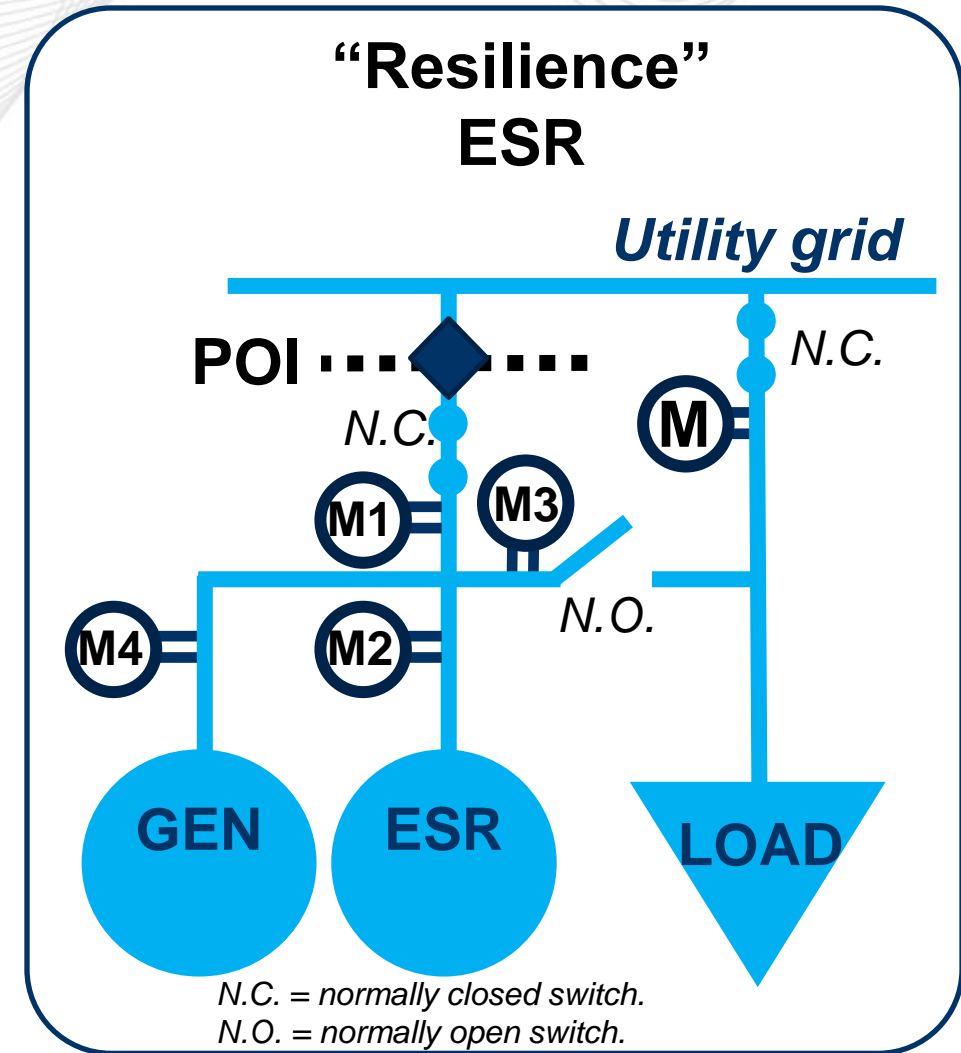 “Resilience”
ESR
Utility grid
POI
N.C.
N.C.
M
M1
M3
N.O.
M4
M2
GEN
ESR
LOAD
N.C. = normally closed switch.
N.O. = normally open switch.